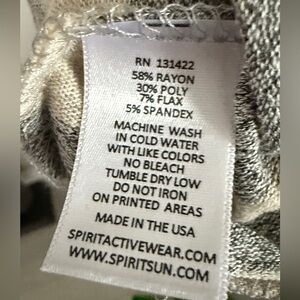 RN 131422
58% RAYON
30% POLY
7% FLAX
5% SPANDEX
MACHINE WASH
IN COLD WATER
WITH LIKE COLORS
NO BLEACH
TUMBLE DRY LOW
DO NOT IRON
ON PRINTED AREAS
MADE IN THE USA
SPIRITACTIVEWEAR.COM
WWW.SPIRITSUN.COM